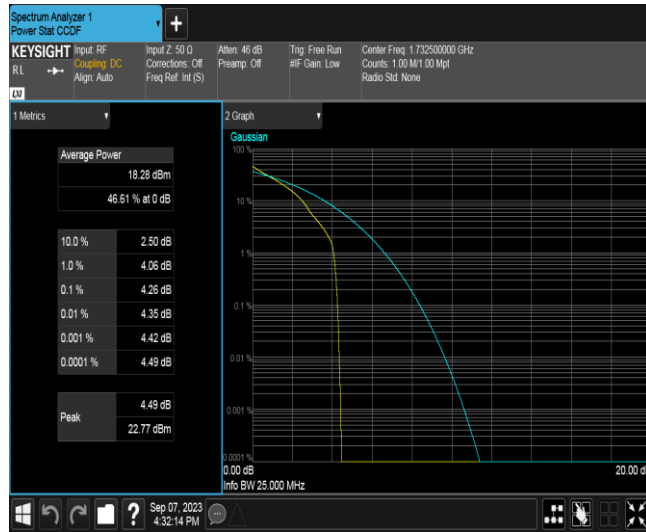 Spectrum Analyzer 1
Power Stat CCDF
+
KEYSIGHT
RL
LXI
Input: RF
Coupling: DC
Align: Auto
Input Z: 50 Ω
Corrections: Off
Freq Ref: Int (S)
Atten: 46 dB
Preamp: Off
Trig: Free Run
#IF Gain: Low
Center Freq: 1.732500000 GHz
Counts: 1.00 M/1.00 Mpt
Radio Std: None
1 Metrics
Average Power
18.28 dBm
46.61 % at 0 dB
10.0 % 2.50 dB
1.0 % 4.06 dB
0.1 % 4.26 dB
0.01 % 4.35 dB
0.001 % 4.42 dB
0.0001 % 4.49 dB
Peak
4.49 dB
22.77 dBm
2 Graph
Gaussian
100 %
10 %
1 %
0.1 %
0.01 %
0.001 %
0.0001 %
0.00 dB
20.00 d
Info BW 25.000 MHz
?
Sep 07, 2023
4:32:14 PM